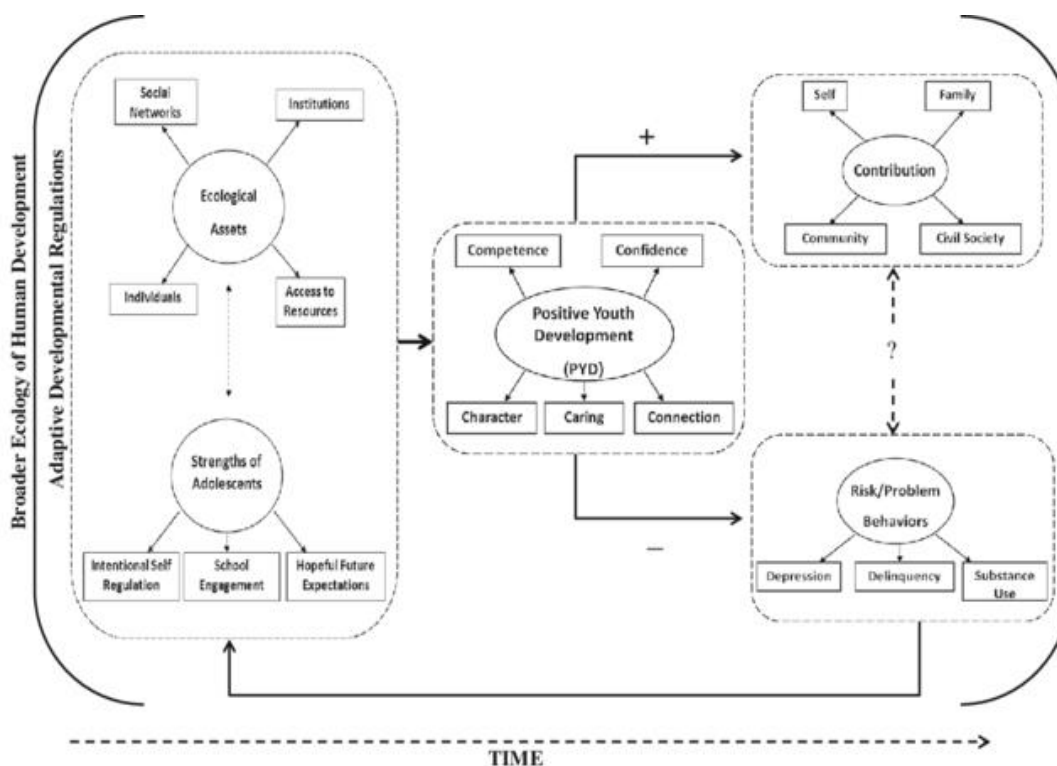 Broader Ecology of Human Development
Adaptive Developmental Regulations
Social
Networks
Institutions
Ecological
Assets
Individuals
Access to
Resources
Strengths of
Adolescents
Intentional Self
Regulation
School
Engagement
Hopeful Future
Expectations
Competence
Confidence
Positive Youth
Development
(PYD)
Character
Caring
Connection
+
−
Self
Family
Contribution
Community
Civil Society
?
Risk/Problem
Behaviors
Depression
Delinquency
Substance
Use
TIME